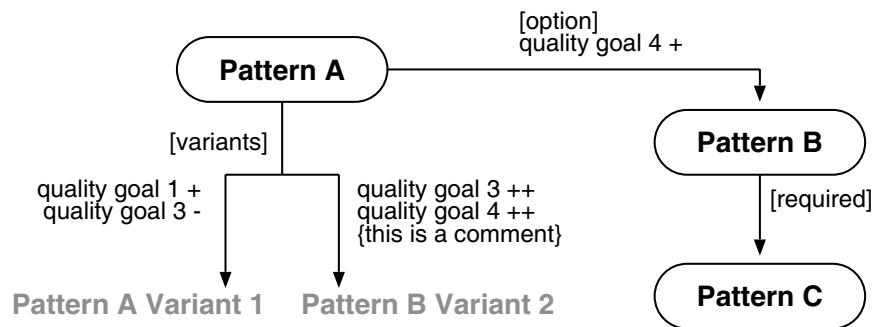 [option]
quality goal 4 +
Pattern A
Pattern B
[variants]
quality goal 1 +
quality goal 3 -
quality goal 3 ++
quality goal 4 ++
{this is a comment}
[required]
Pattern A Variant 1
Pattern B Variant 2
Pattern C